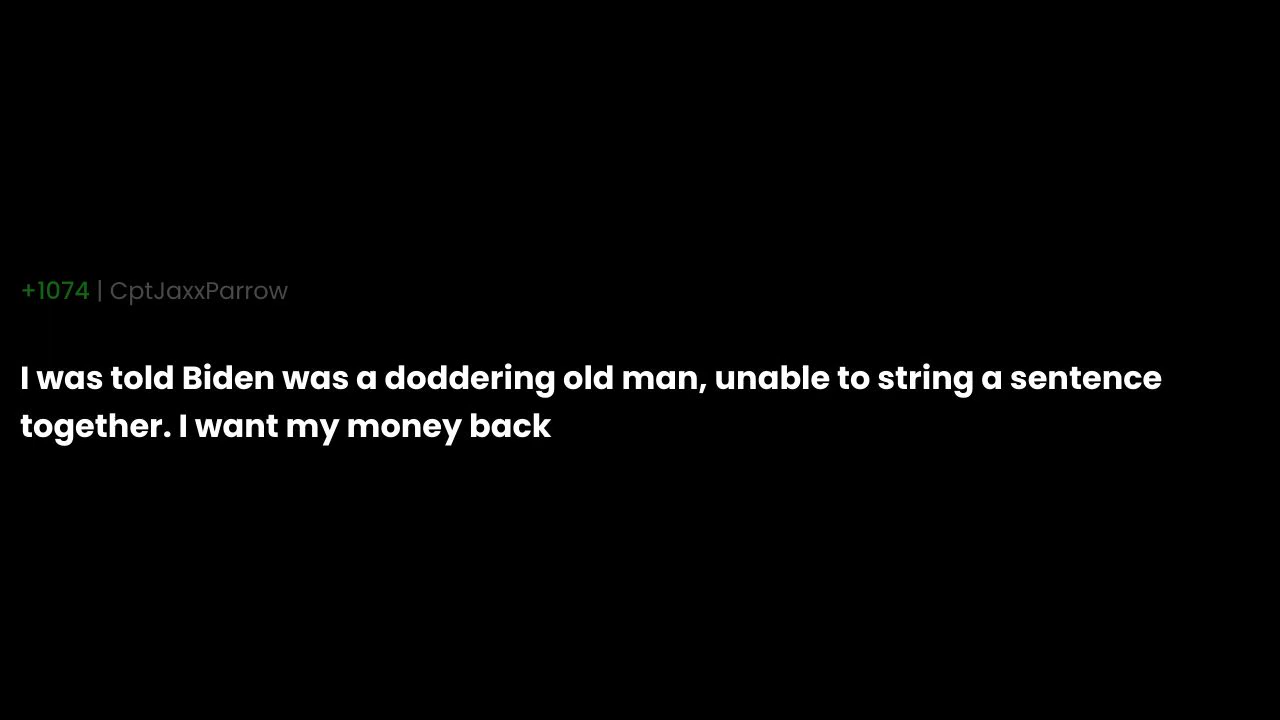 +1074 | CptJaxxParrow
I was told Biden was a doddering old man, unable to string a sentence
together. I want my money back